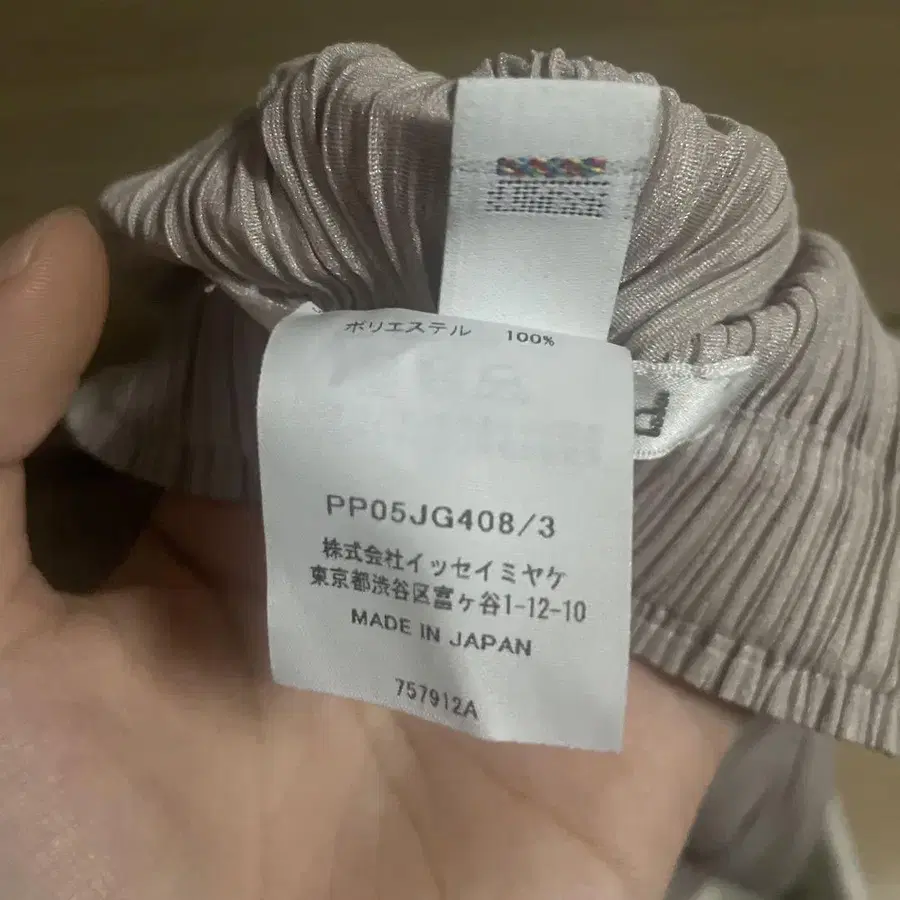 ポリエステル 100%
PP05JG408/3
株式会社イッセイミヤケ
東京都渋谷区富ヶ谷1-12-10
MADE IN JAPAN
757912A